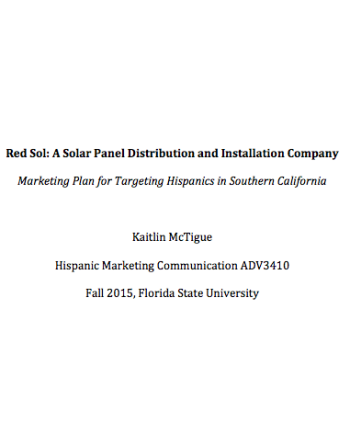 Red Sol: A Solar Panel Distribution and Installation Company
Marketing Plan for Targeting Hispanics in Southern California
Kaitlin McTigue
Hispanic Marketing Communication ADV3410
Fall 2015, Florida State University